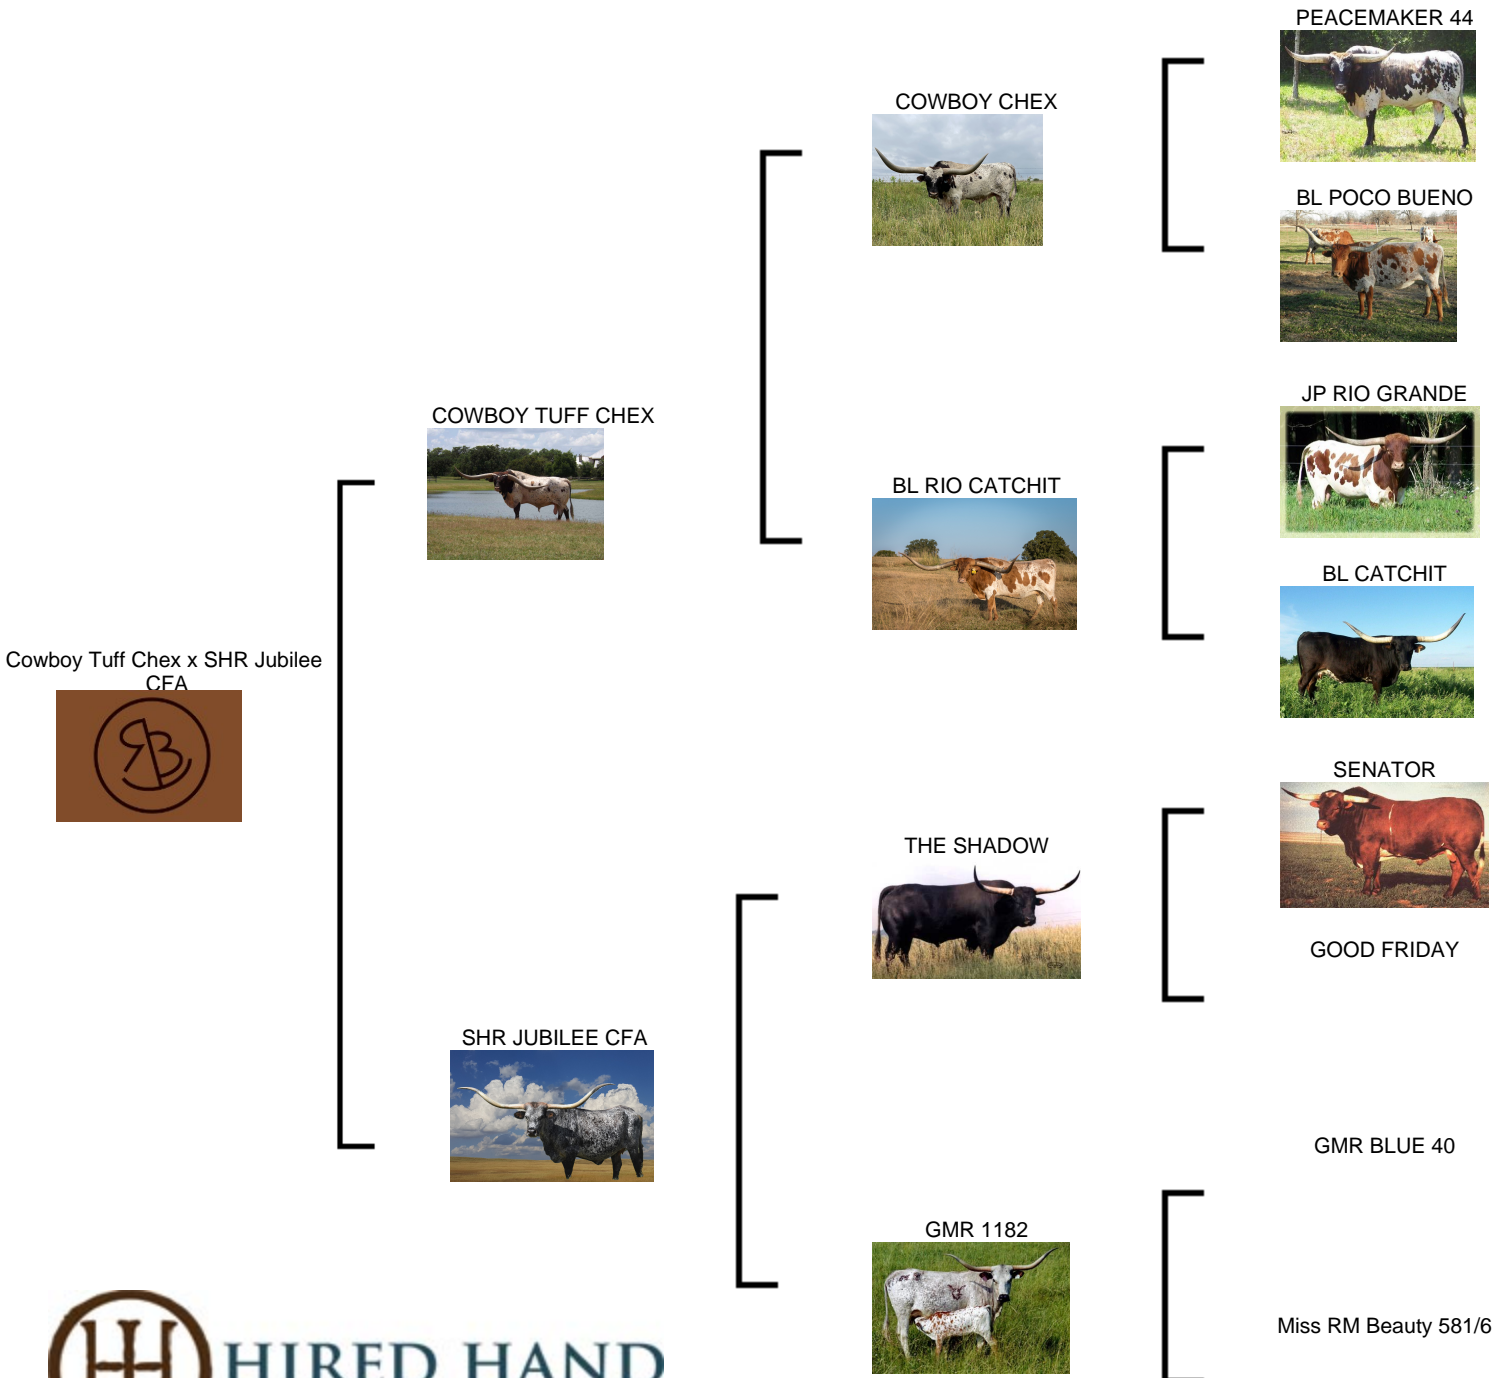 PEACEMAKER 44
COWBOY CHEX
BL POCO BUENO
JP RIO GRANDE
COWBOY TUFF CHEX
BL RIO CATCHIT
BL CATCHIT
Cowboy Tuff Chex x SHR Jubilee
CFA
SENATOR
THE SHADOW
GOOD FRIDAY
SHR JUBILEE CFA
GMR BLUE 40
GMR 1182
Miss RM Beauty 581/6
HIRED HAND